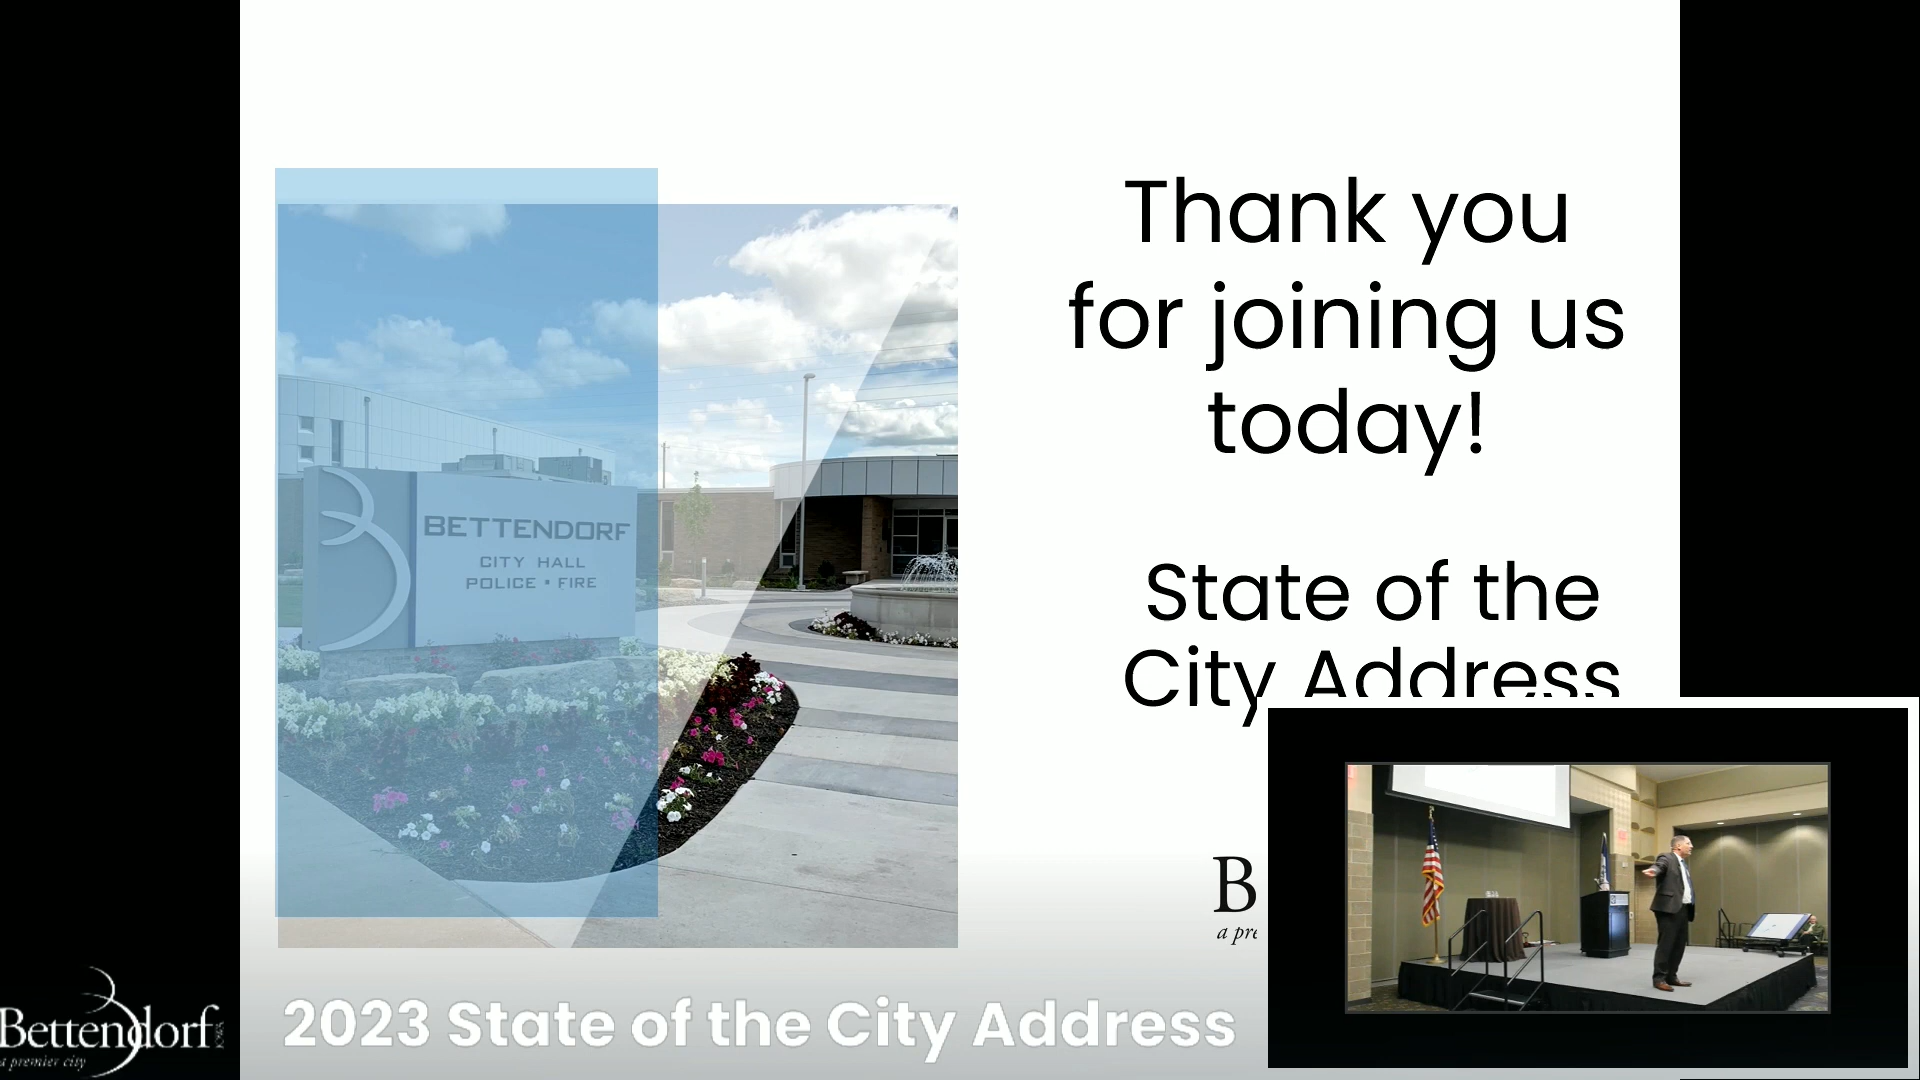 Thank you
for joining us
today!
State of the
City Address
BETTENDORF
CITY HALL
POLICE • FIRE
B
a pre
2023 State of the City Address
Bettendorf
a premier city